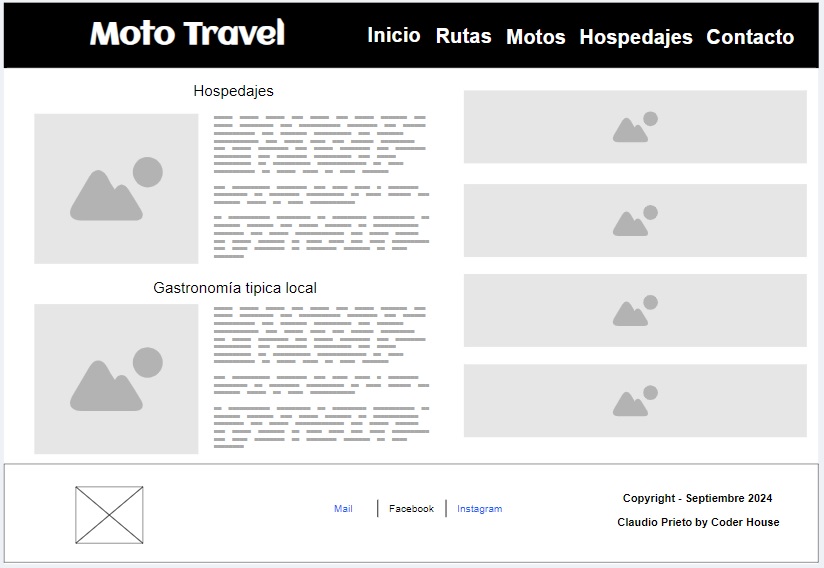 Moto Travel
Inicio Rutas Motos Hospedajes Contacto
Hospedajes
Gastronomía tipica local
Mail Facebook Instagram
Copyright - Septiembre 2024
Claudio Prieto by Coder House